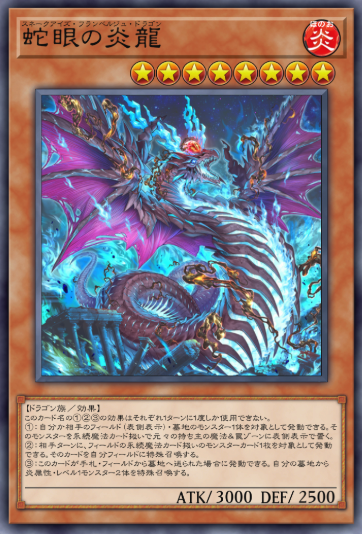 スネークアイズ・フランベルジュ・ドラゴン
蛇眼の炎龍
ほのお
炎
【ドラゴン族／効果】
このカード名の①②③の効果はそれぞれ1ターンに1度しか使用できない。
①：自分か相手のフィールド（表側表示）・墓地のモンスター1体を対象として発動できる。そ
のモンスターを永続魔法カード扱いで元々の持ち主の魔法＆罠ゾーンに表側表示で置く。
②：相手ターンに、フィールドの永続魔法カード扱いのモンスターカード1枚を対象として発動
できる。そのカードを自分フィールドに特殊召喚する。
③：このカードが手札・フィールドから墓地へ送られた場合に発動できる。自分の墓地から
炎属性・レベル1モンスター2体を特殊召喚する。
ATK/ 3000 DEF/ 2500